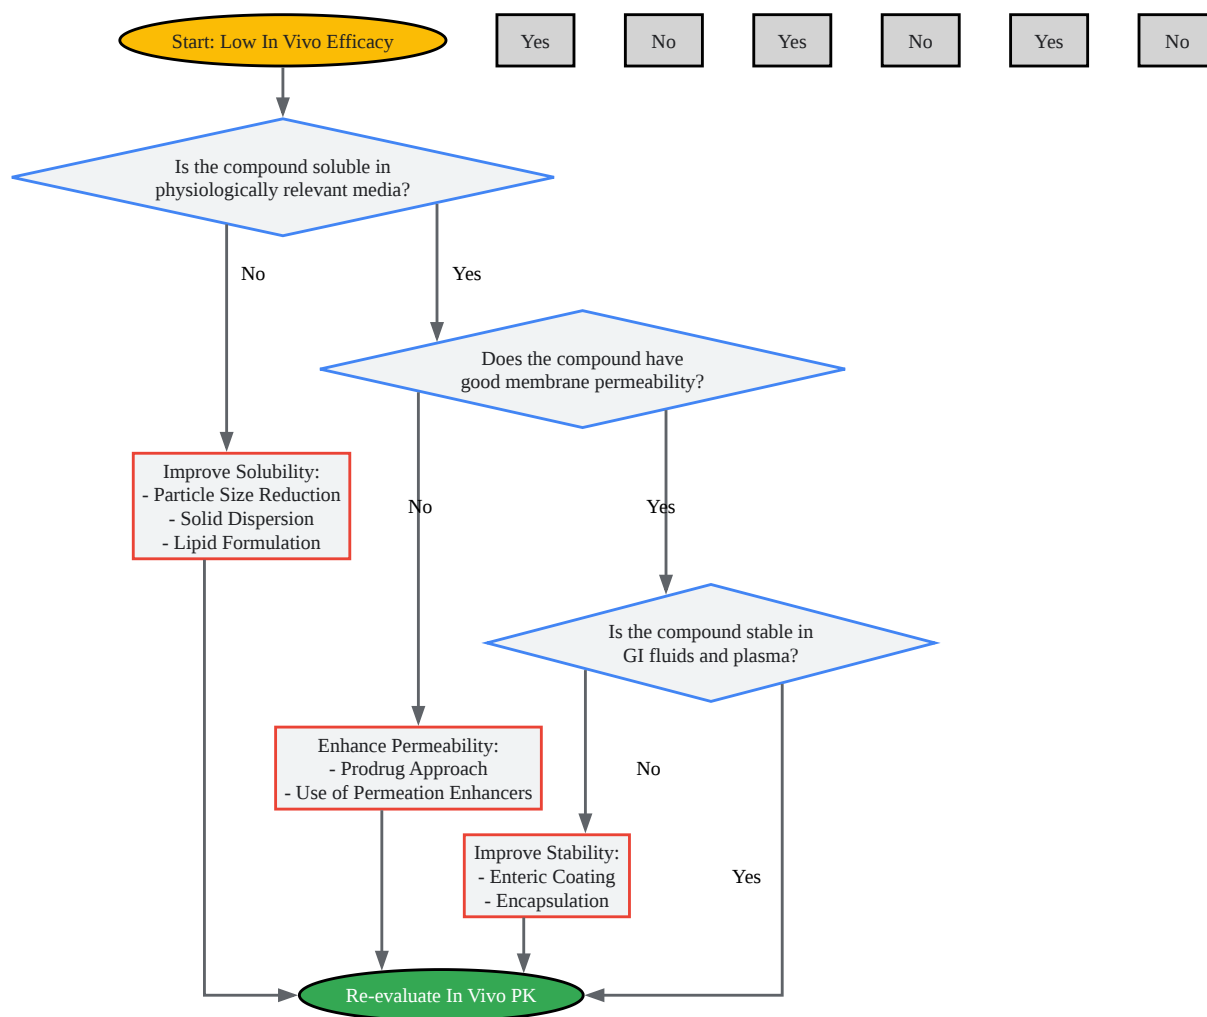 Start: Low In Vivo Efficacy
Yes
No
Yes
No
Yes
No
Is the compound soluble in
physiologically relevant media?
No
Yes
Does the compound have
good membrane permeability?
Improve Solubility:
- Particle Size Reduction
- Solid Dispersion
- Lipid Formulation
No
Yes
Is the compound stable in
GI fluids and plasma?
Enhance Permeability:
- Prodrug Approach
- Use of Permeation Enhancers
No
Improve Stability:
- Enteric Coating
- Encapsulation
Yes
Re-evaluate In Vivo PK